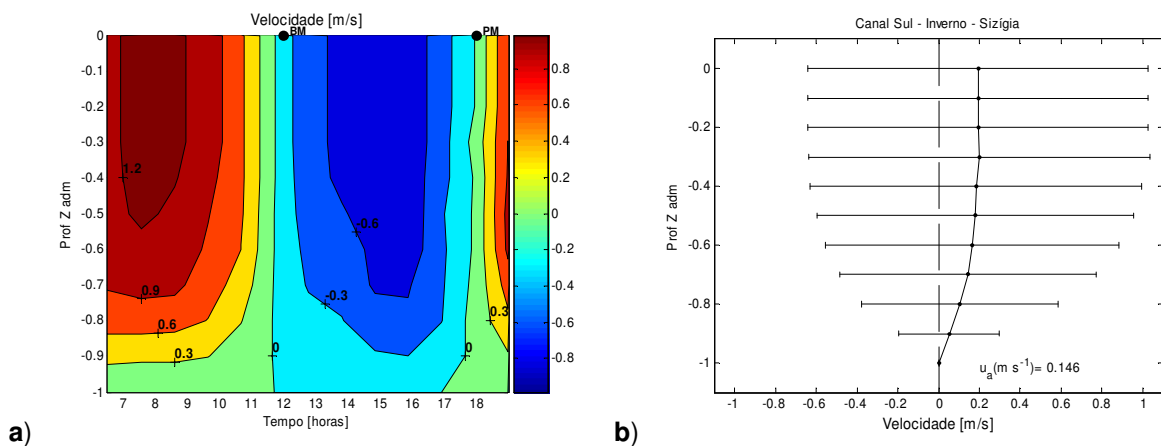 Velocidade [m/s]
BM
PM
0
-0.1
-0.2
-0.3
-0.4
-0.5
-0.6
-0.7
-0.8
-0.9
-1
Prof Z adm
1.2
0.9
0.6
0.3
0
-0.6
-0.3
0
0.3
7 8 9 10 11 12 13 14 15 16 17 18
Tempo [horas]
0.8
0.6
0.4
0.2
0
-0.2
-0.4
-0.6
-0.8
a)
Canal Sul - Inverno - Sizígia
0
-0.2
-0.4
-0.6
-0.8
-1
Prof Z adm
u_a(m s⁻¹)= 0.146
-1 -0.8 -0.6 -0.4 -0.2 0 0.2 0.4 0.6 0.8 1
Velocidade [m/s]
b)